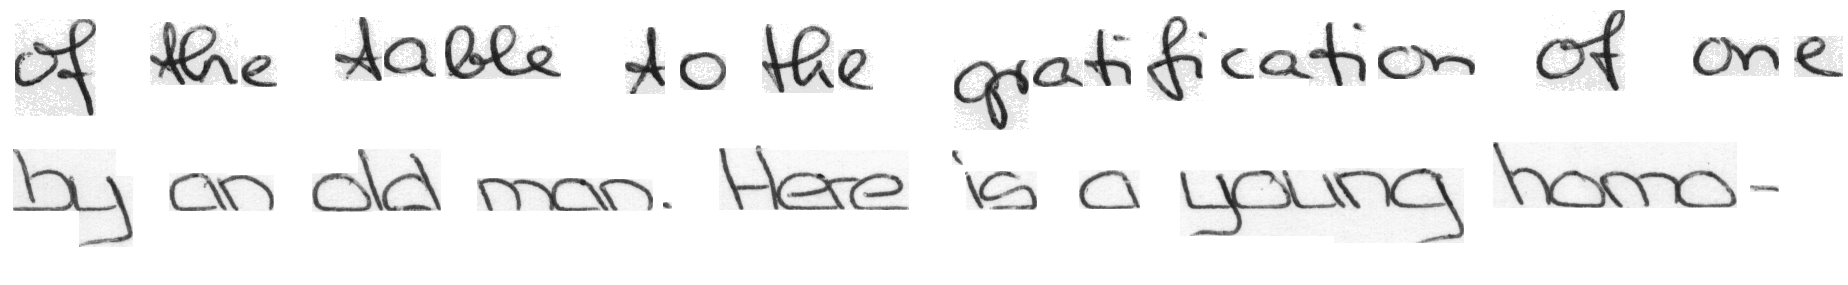 of the table to the gratification of one
by an old man. Here is a young homo-